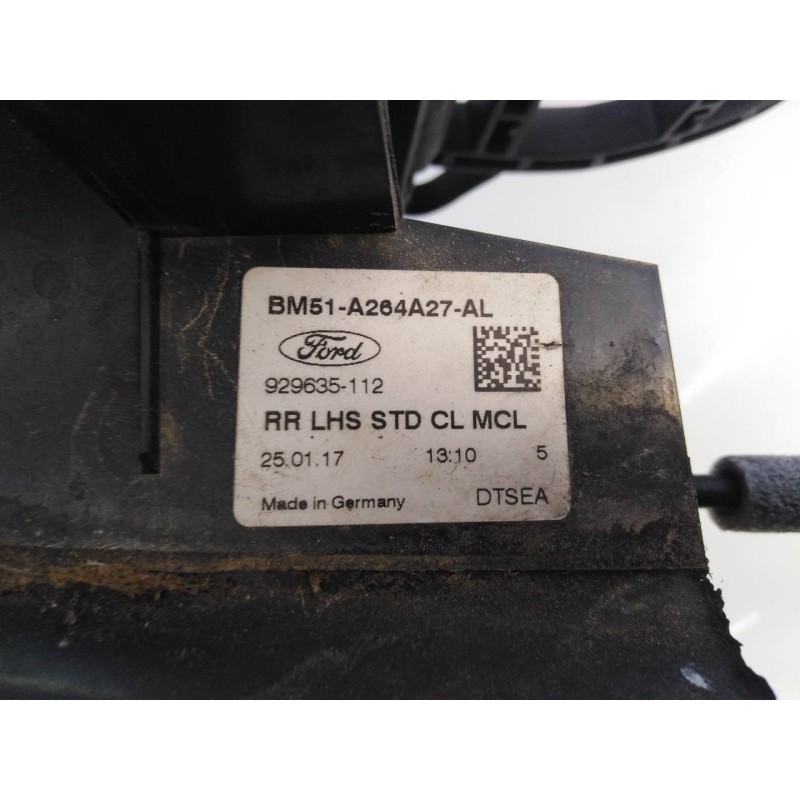 BM51-A264A27-AL
Ford
929635-112
RR LHS STD CL MCL
25.01.17 13:10 5
Made in Germany DTSEA